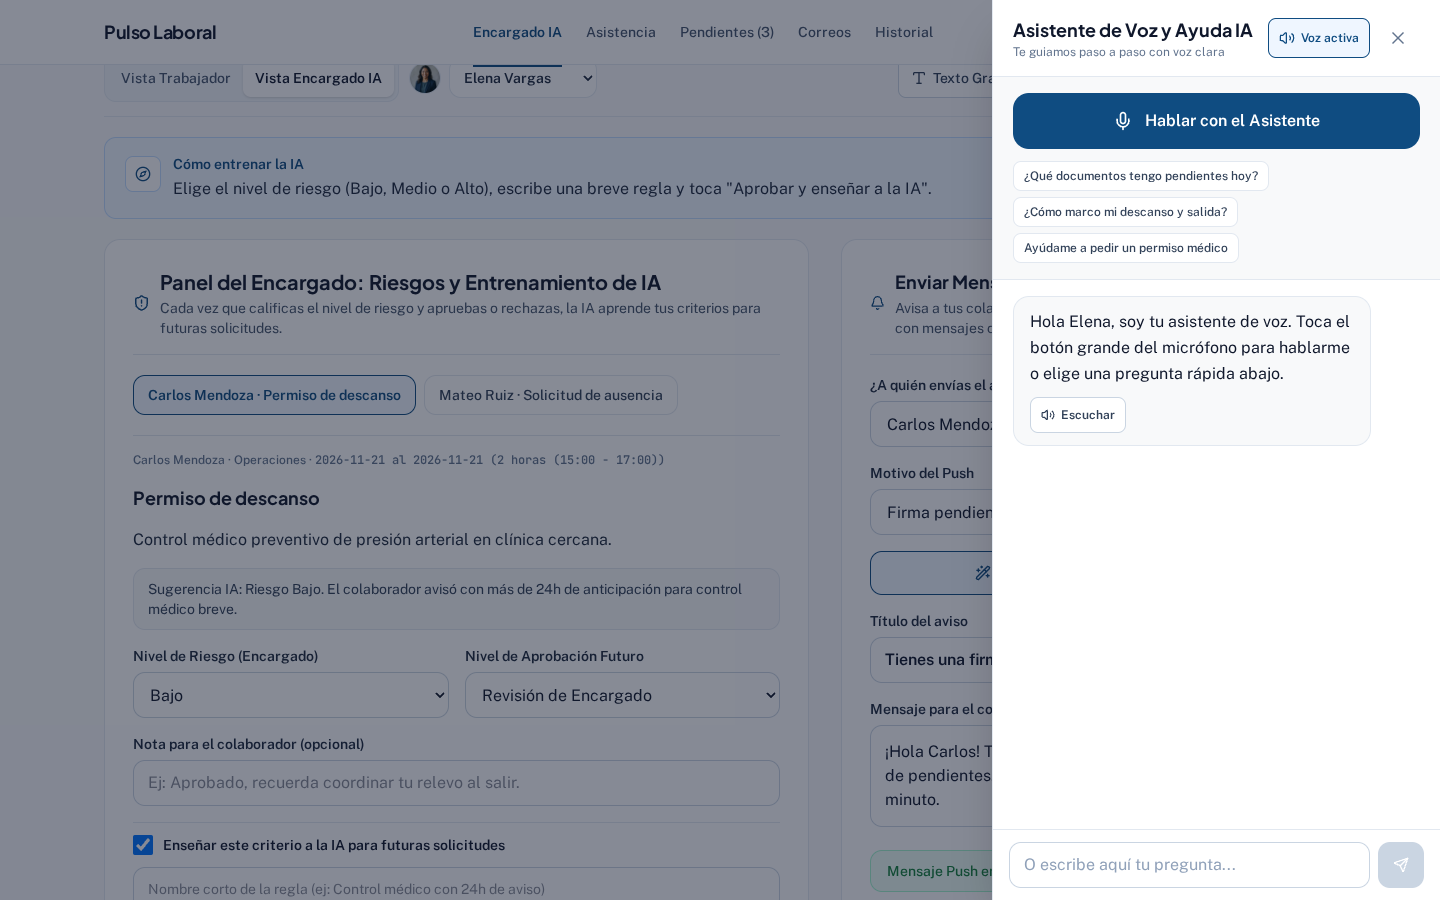 Pulso Laboral
Encargado IA
Asistencia
Pendientes (3)
Correos
Historial
Vista Trabajador
Vista Encargado IA
Elena Vargas
Cómo entrenar la IA
Elige el nivel de riesgo (Bajo, Medio o Alto), escribe una breve regla y toca "Aprobar y enseñar a la IA".
Panel del Encargado: Riesgos y Entrenamiento de IA
Cada vez que calificas el nivel de riesgo y apruebas o rechazas, la IA aprende tus criterios para
futuras solicitudes.
Carlos Mendoza · Permiso de descanso
Mateo Ruiz · Solicitud de ausencia
Carlos Mendoza · Operaciones · 2026-11-21 al 2026-11-21 (2 horas (15:00 - 17:00))
Permiso de descanso
Control médico preventivo de presión arterial en clínica cercana.
Sugerencia IA: Riesgo Bajo. El colaborador avisó con más de 24h de anticipación para control
médico breve.
Nivel de Riesgo (Encargado)
Nivel de Aprobación Futuro
Bajo
Revisión de Encargado
Nota para el colaborador (opcional)
Ej: Aprobado, recuerda coordinar tu relevo al salir.
Enseñar este criterio a la IA para futuras solicitudes
Nombre corto de la regla (ej: Control médico con 24h de aviso)
Texto
Enviar
Avisa a tus
con mensajes
¿A quién envías el
Carlos
Motivo del Push
Firma
Título del aviso
Tienes una
Mensaje para el
¡Hola Carlos!
de pendientes
minuto.
Mensaje Push
Asistente de Voz y Ayuda IA
Te guiamos paso a paso con voz clara
Voz activa
Hablar con el Asistente
¿Qué documentos tengo pendientes hoy?
¿Cómo marco mi descanso y salida?
Ayúdame a pedir un permiso médico
Hola Elena, soy tu asistente de voz. Toca el
botón grande del micrófono para hablarme
o elige una pregunta rápida abajo.
Escuchar
O escribe aquí tu pregunta...